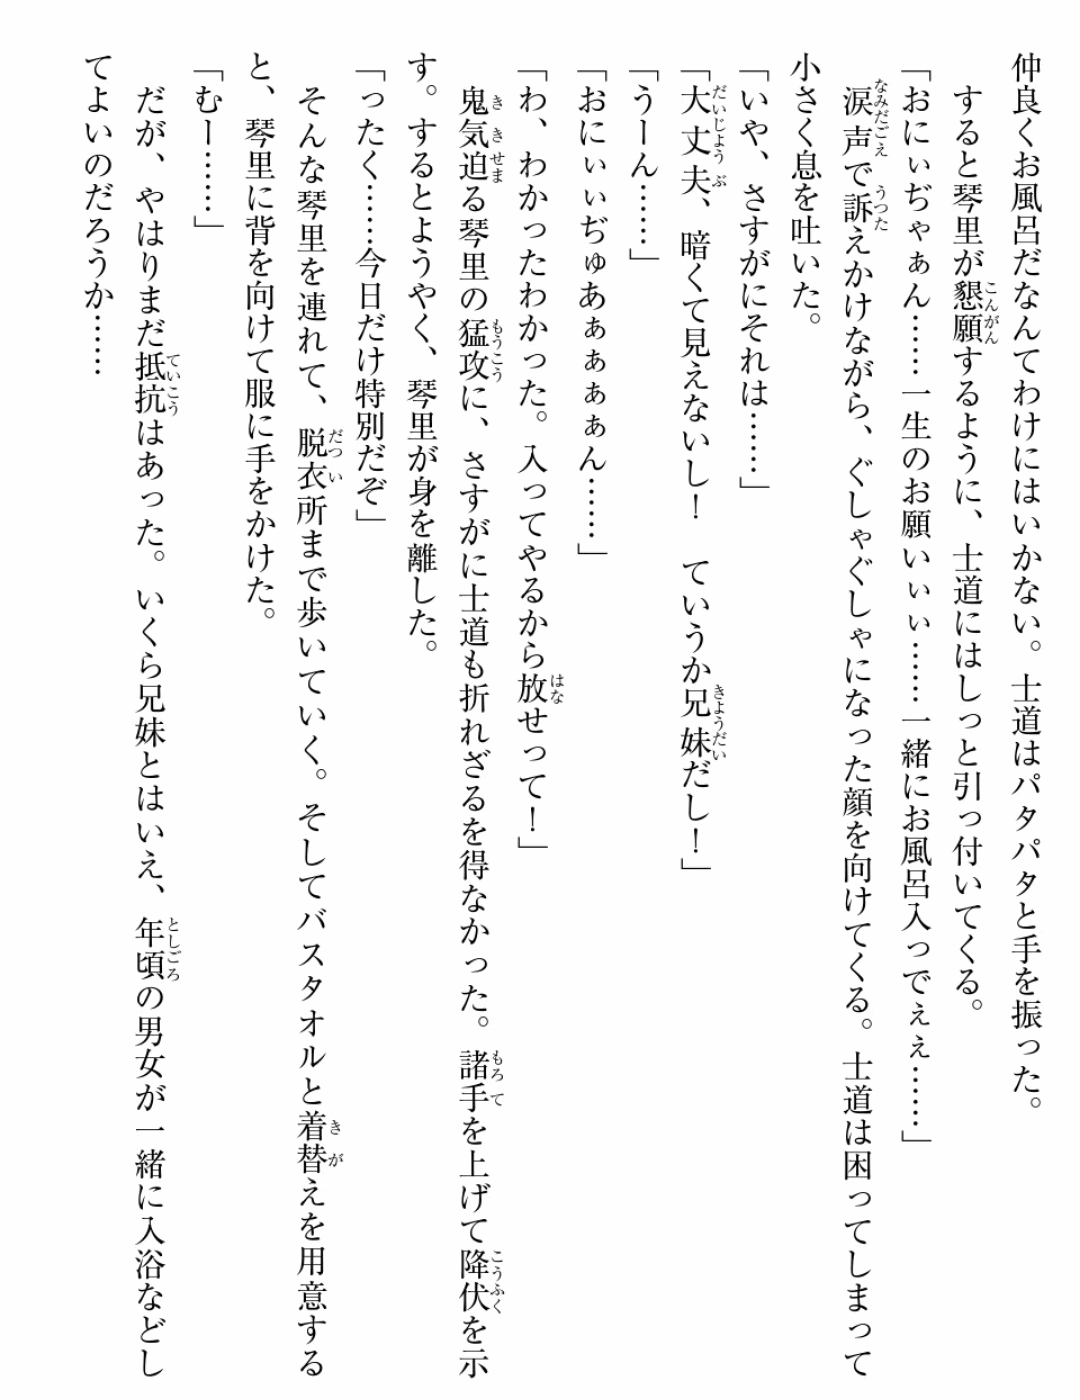 仲良くお風呂だなんてわけにはいかない。士道はパタパタと手を振った。
　すると琴里が懇願するように、士道にはしっと引っ付いてくる。
「おにぃぢゃぁん……一生のお願いぃぃ……一緒にお風呂入っでぇぇ……」
　涙声で訴えかけながら、ぐしゃぐしゃになった顔を向けてくる。士道は困ってしまって
小さく息を吐いた。
「いや、さすがにそれは……」
「大丈夫、暗くて見えないし！　ていうか兄妹だし！」
「うーん……」
「おにぃぃぢゅあぁぁぁぁん……」
「わ、わかったわかった。入ってやるから放せって！」
　鬼気迫る琴里の猛攻に、さすがに士道も折れざるを得なかった。諸手を上げて降伏を示
す。するとようやく、琴里が身を離した。
「ったく……今日だけ特別だぞ」
　そんな琴里を連れて、脱衣所まで歩いていく。そしてバスタオルと着替えを用意する
と、琴里に背を向けて服に手をかけた。
「むー……」
　だが、やはりまだ抵抗はあった。いくら兄妹とはいえ、年頃の男女が一緒に入浴などし
てよいのだろうか……